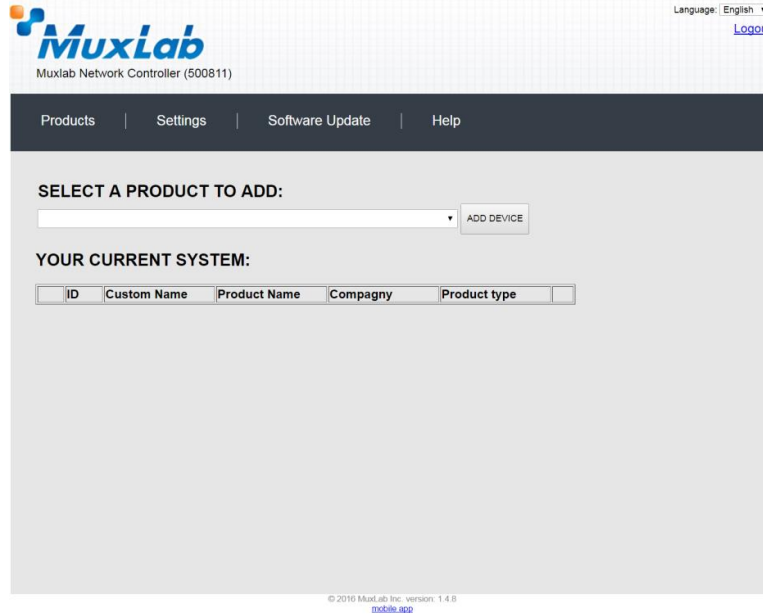 Language: English
Logou
MuxLab
Muxlab Network Controller (500811)
Products | Settings | Software Update | Help
SELECT A PRODUCT TO ADD:
ADD DEVICE
YOUR CURRENT SYSTEM:
ID Custom Name Product Name Compagny Product type
© 2016 MuxLab Inc. version: 1.4.8
mobile app